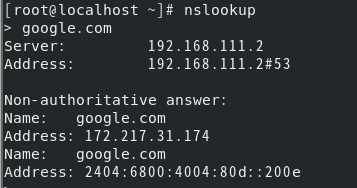 [root@localhost ~]# nslookup
> google.com
Server:         192.168.111.2
Address:        192.168.111.2#53

Non-authoritative answer:
Name:   google.com
Address: 172.217.31.174
Name:   google.com
Address: 2404:6800:4004:80d::200e